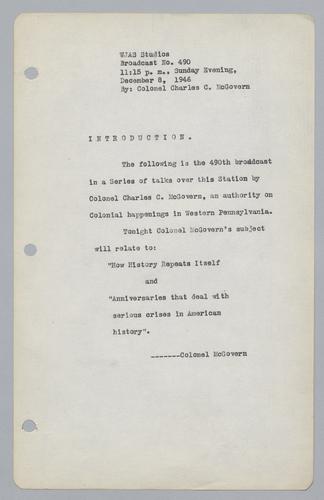 WJAS Studios
Broadcast No. 490
11:15 p. m., Sunday Evening,
December 8, 1946
By: Colonel Charles C. McGovern
I N T R O D U C T I O N .
The following is the 490th broadcast
in a Series of talks over this Station by
Colonel Charles C. McGovern, an authority on
Colonial happenings in Western Pennsylvania.
Tonight Colonel McGovern's subject
will relate to:
"How History Repeats Itself
and
"Anniversaries that deal with
serious crises in American
history".
-------Colonel McGovern